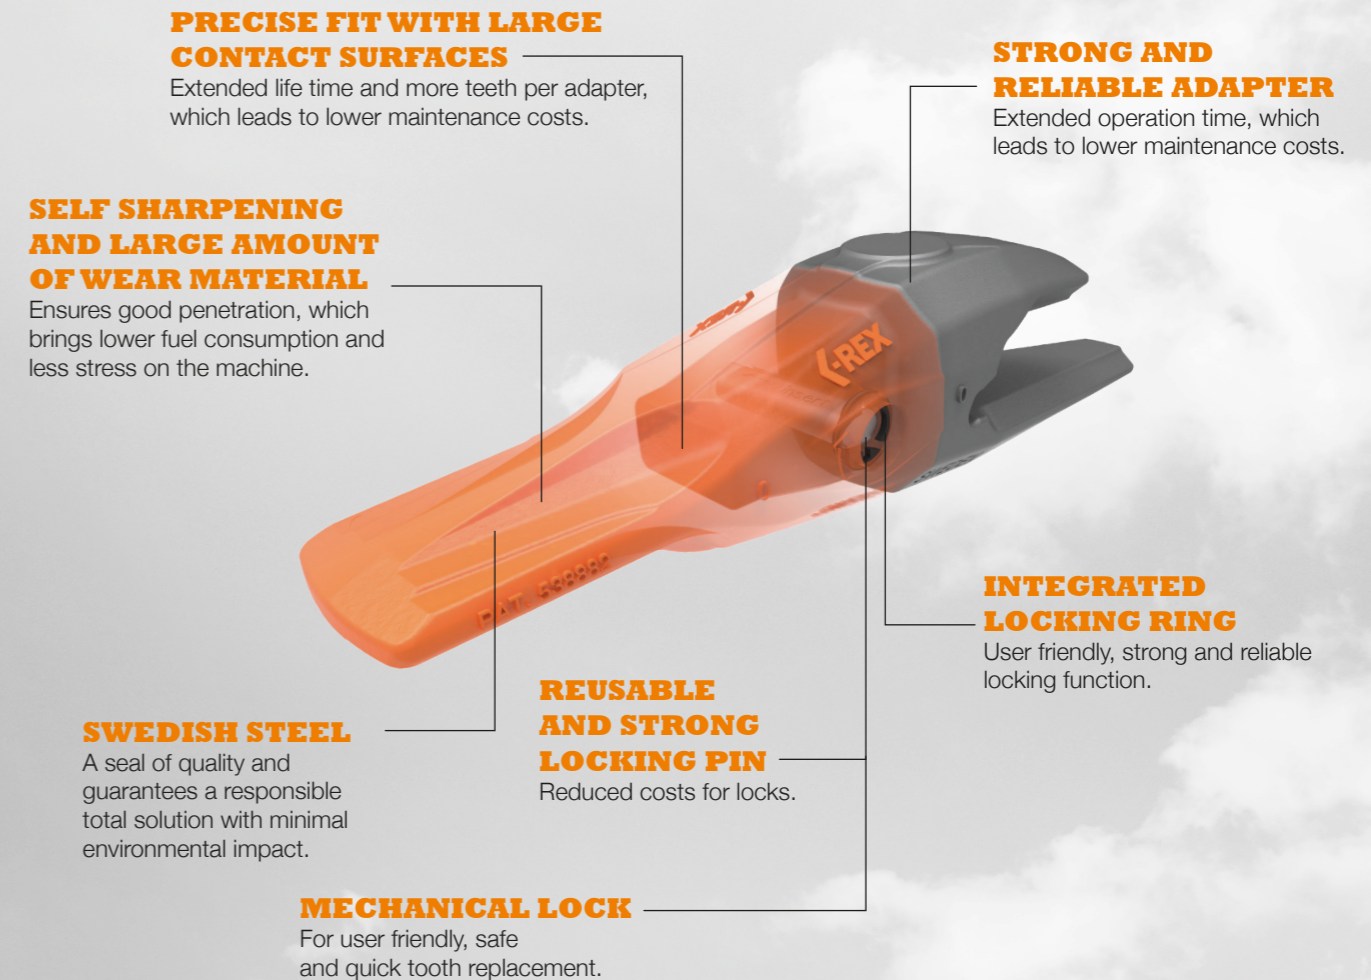 PRECISE FIT WITH LARGE
CONTACT SURFACES
Extended life time and more teeth per adapter,
which leads to lower maintenance costs.
STRONG AND
RELIABLE ADAPTER
Extended operation time, which
leads to lower maintenance costs.
SELF SHARPENING
AND LARGE AMOUNT
OF WEAR MATERIAL
Ensures good penetration, which
brings lower fuel consumption and
less stress on the machine.
-REX
PAT. 538882
INTEGRATED
LOCKING RING
User friendly, strong and reliable
locking function.
REUSABLE
AND STRONG
LOCKING PIN
Reduced costs for locks.
SWEDISH STEEL
A seal of quality and
guarantees a responsible
total solution with minimal
environmental impact.
MECHANICAL LOCK
For user friendly, safe
and quick tooth replacement.